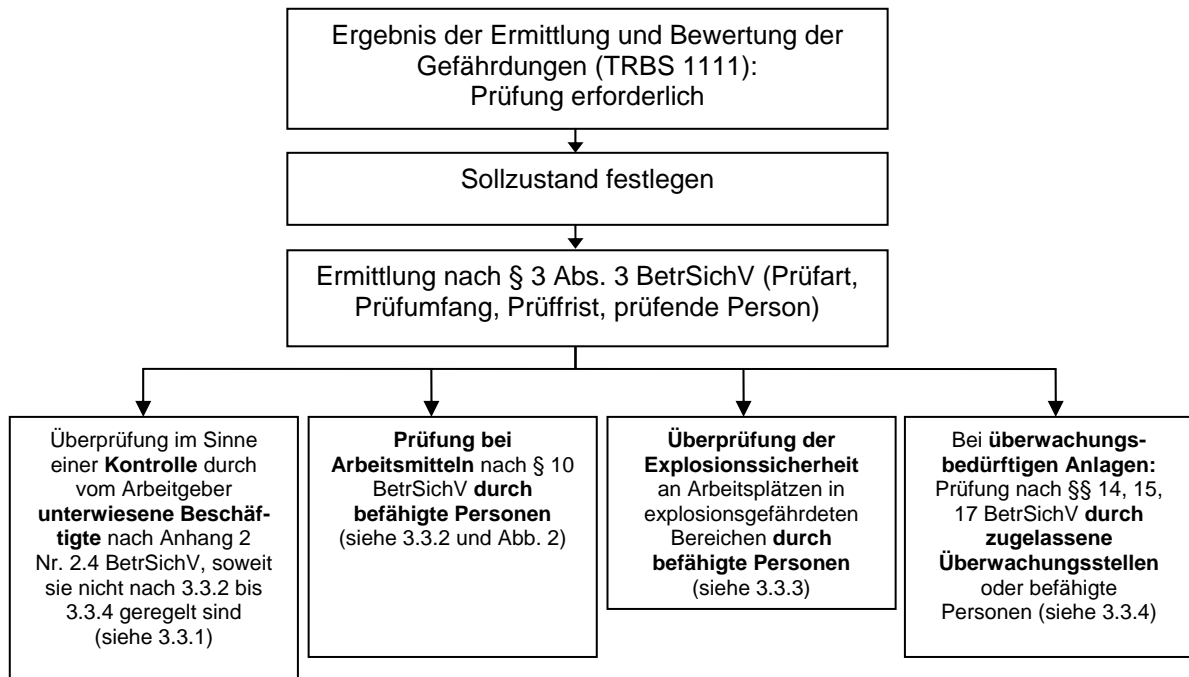 Ergebnis der Ermittlung und Bewertung der
Gefährdungen (TRBS 1111):
Prüfung erforderlich
Sollzustand festlegen
Ermittlung nach § 3 Abs. 3 BetrSichV (Prüfart,
Prüfumfang, Prüffrist, prüfende Person)
Überprüfung im Sinne
einer Kontrolle durch
vom Arbeitgeber
unterwiesene Beschäf-
tigte nach Anhang 2
Nr. 2.4 BetrSichV, soweit
sie nicht nach 3.3.2 bis
3.3.4 geregelt sind
(siehe 3.3.1)
Prüfung bei
Arbeitsmitteln nach § 10
BetrSichV durch
befähigte Personen
(siehe 3.3.2 und Abb. 2)
Überprüfung der
Explosionssicherheit
an Arbeitsplätzen in
explosionsgefährdeten
Bereichen durch
befähigte Personen
(siehe 3.3.3)
Bei überwachungs-
bedürftigen Anlagen:
Prüfung nach §§ 14, 15,
17 BetrSichV durch
zugelassene
Überwachungsstellen
oder befähigte
Personen (siehe 3.3.4)